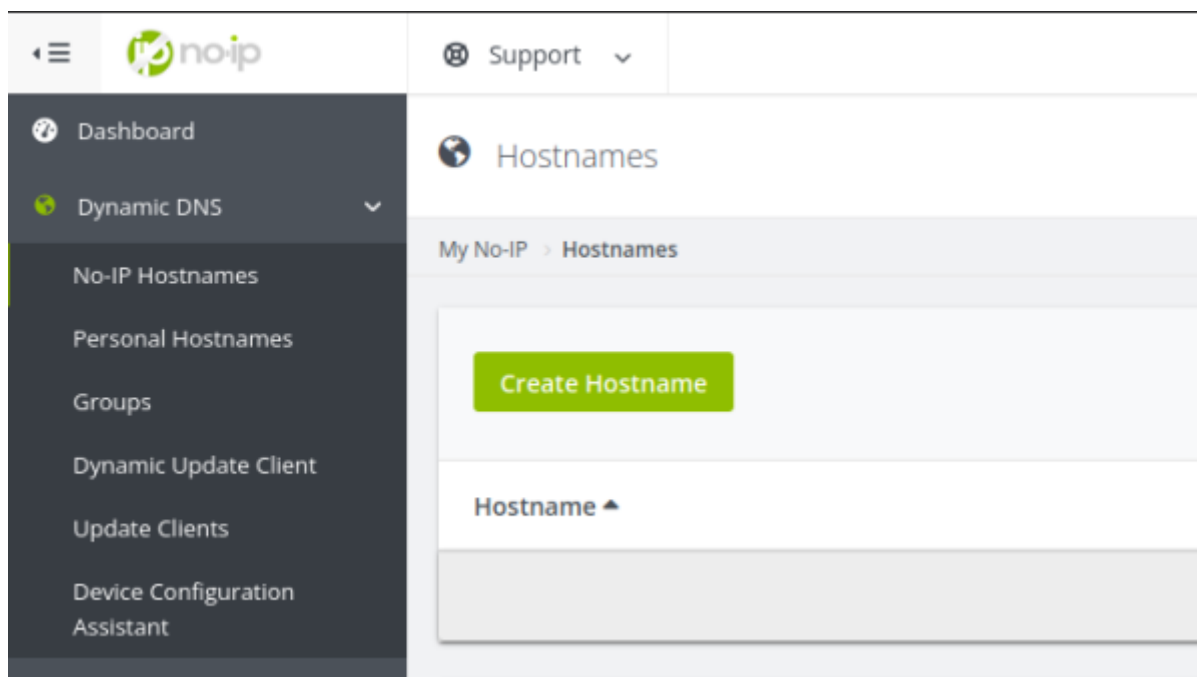 no-ip
Support
Dashboard
Hostnames
Dynamic DNS
My No-IP > Hostnames
No-IP Hostnames
Personal Hostnames
Create Hostname
Groups
Dynamic Update Client
Hostname
Update Clients
Device Configuration
Assistant